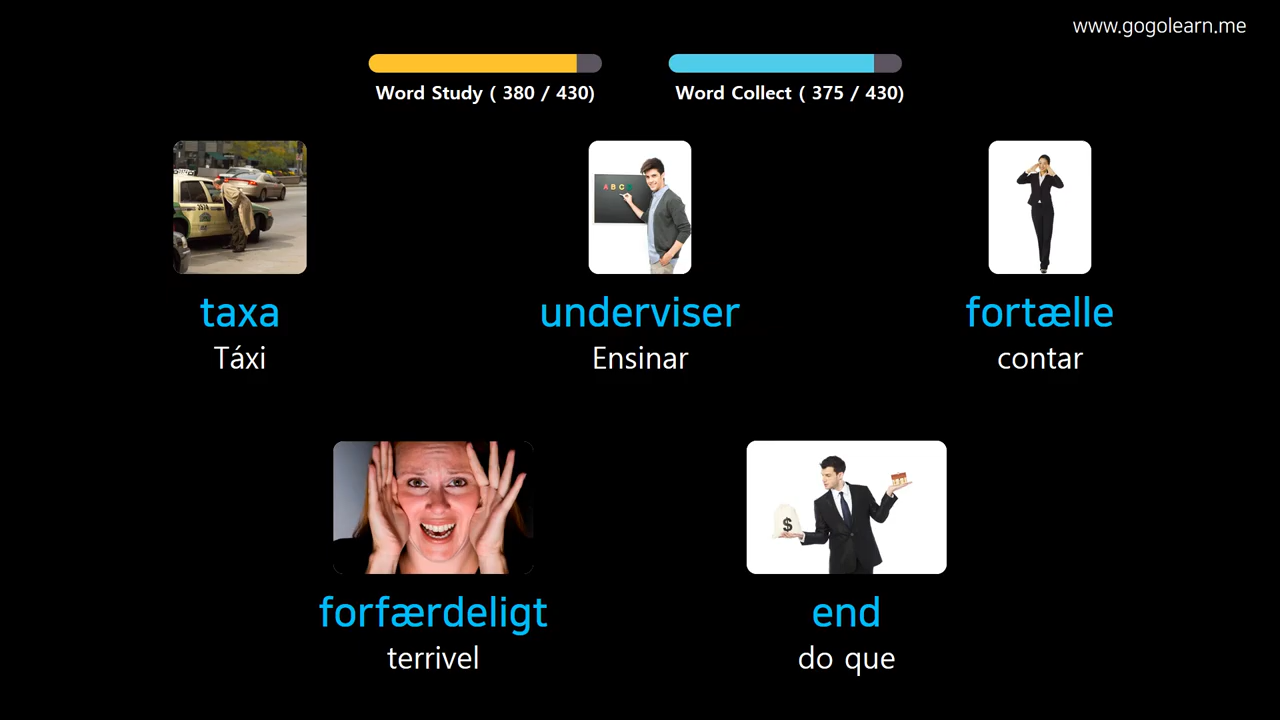 www.gogolearn.me
Word Study ( 380 / 430)
Word Collect ( 375 / 430)
3574
A B C
taxa
Táxi
underviser
Ensinar
fortælle
contar
$
forfærdeligt
terrivel
end
do que